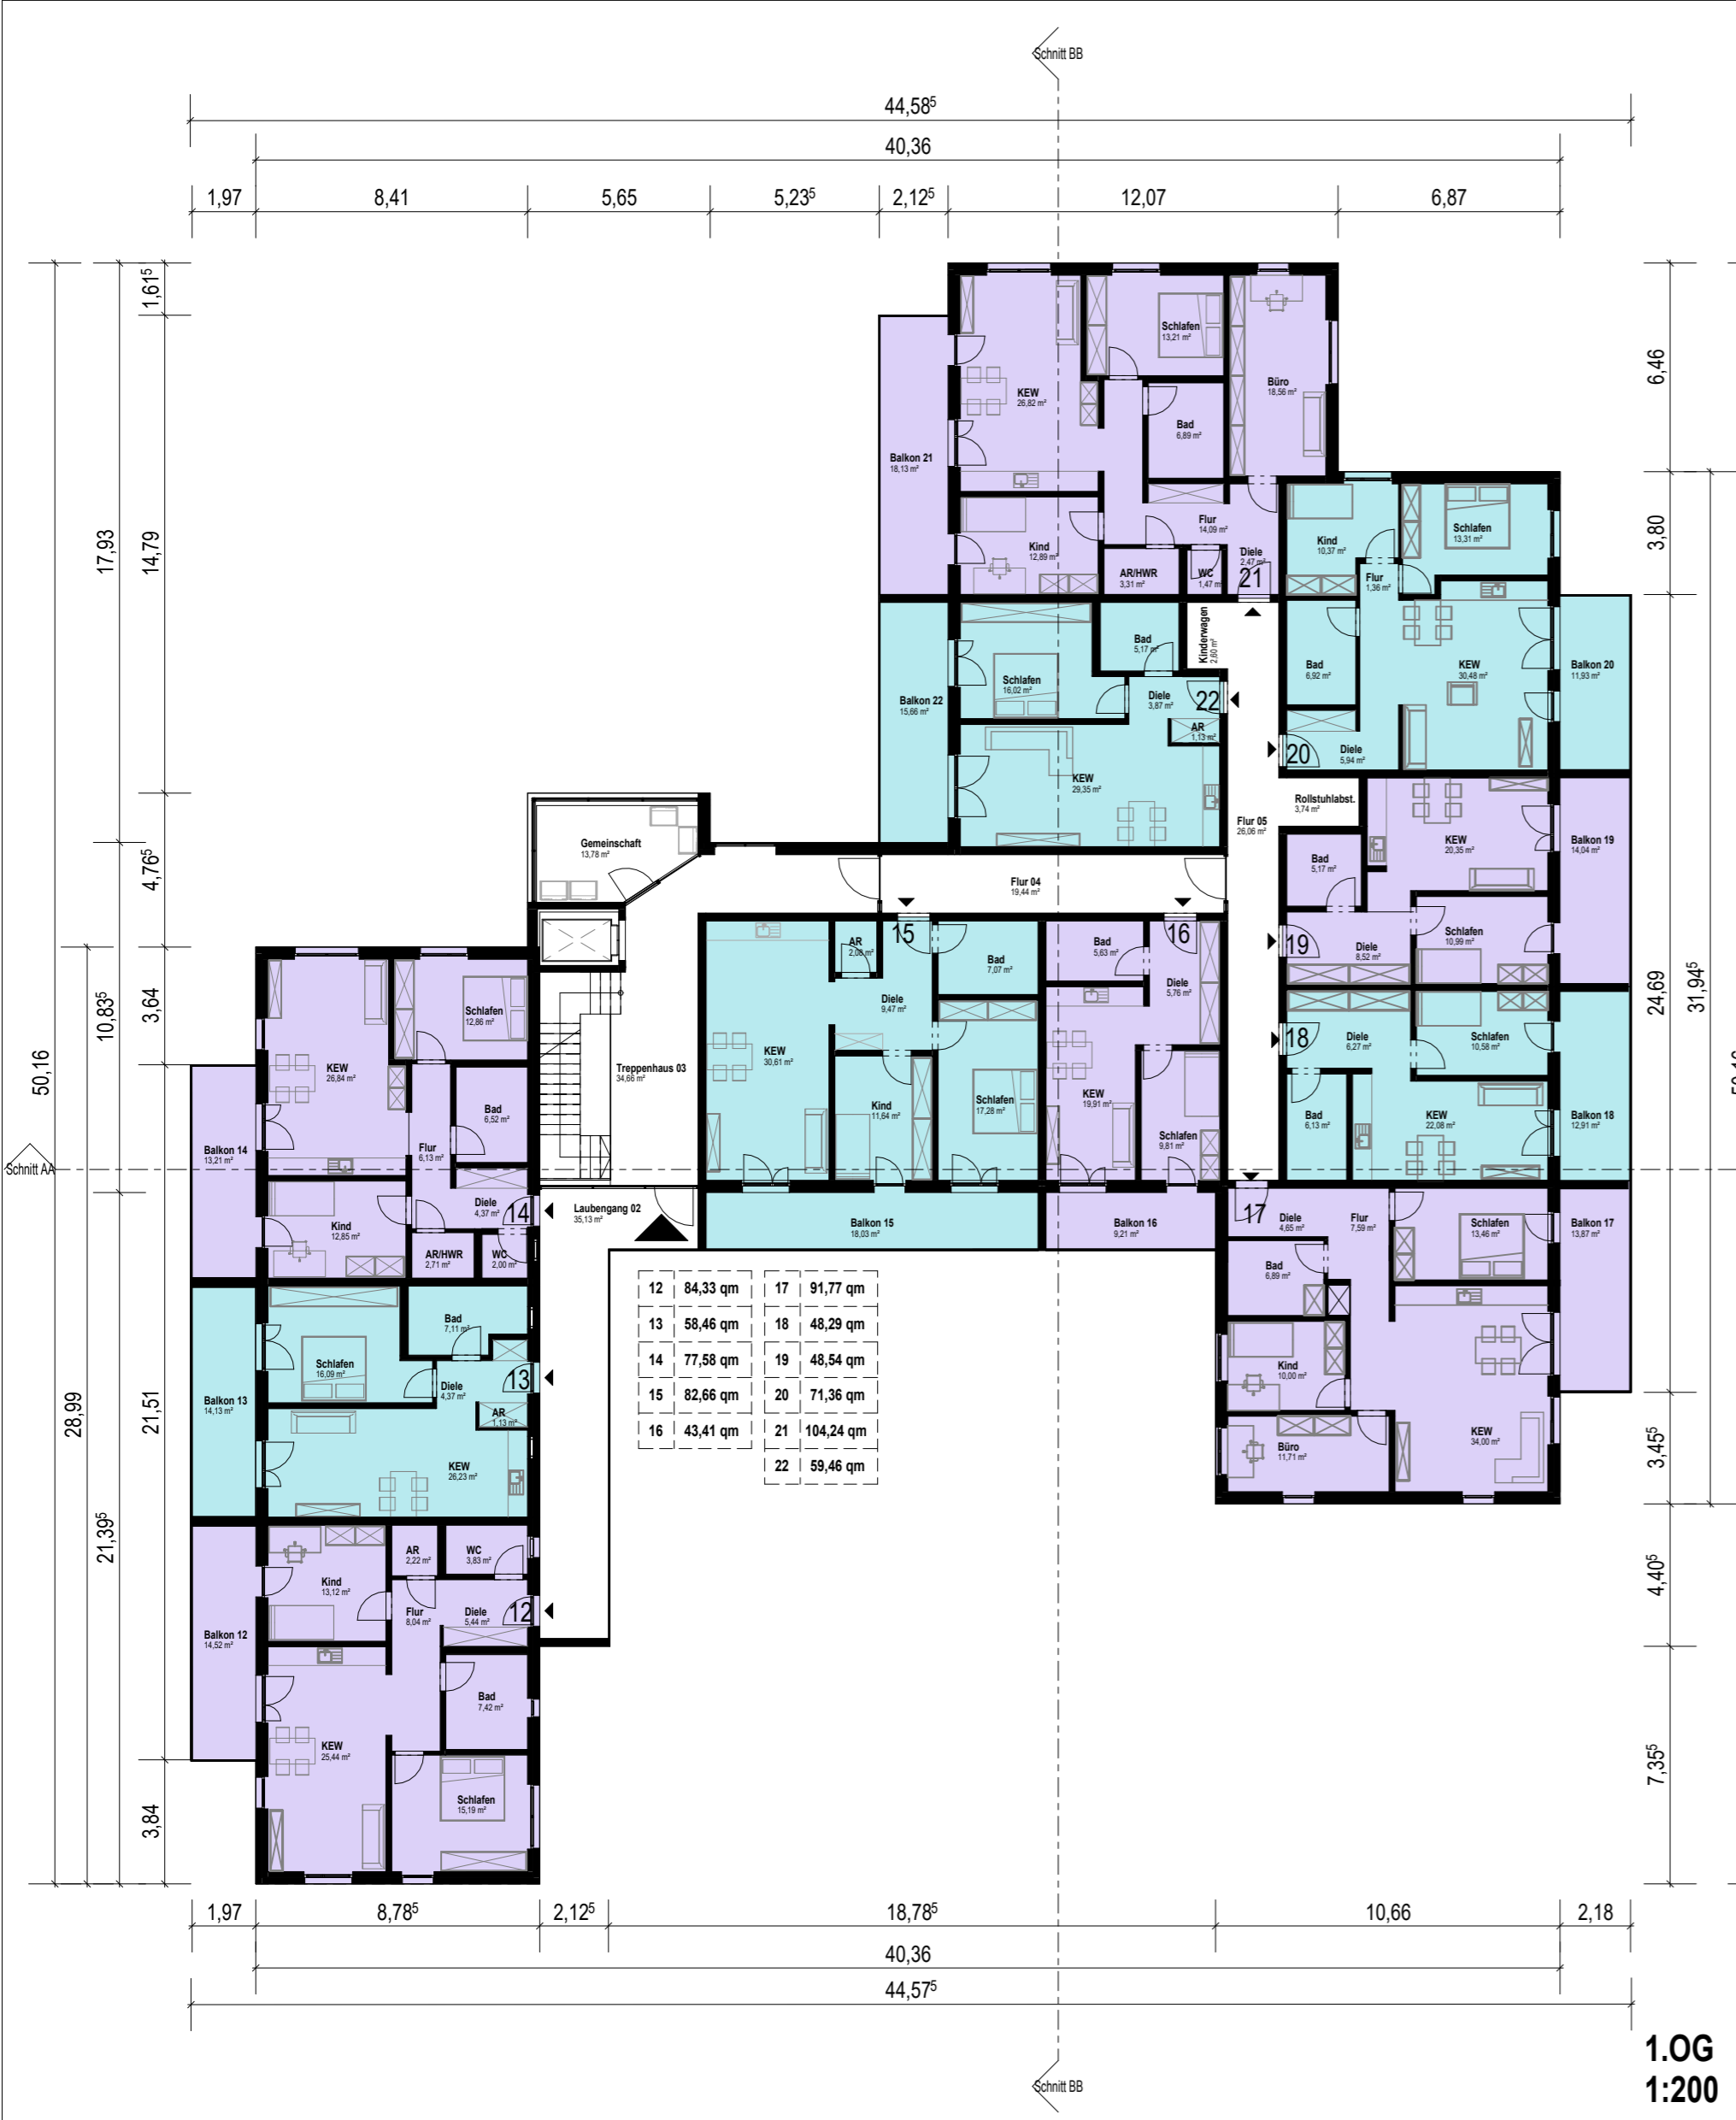 Schnitt BB
44,58⁵
40,36
1,97 8,41 5,65 5,23⁵ 2,12⁵ 12,07 6,87
50,16
17,93
10,83⁵
28,99
21,39⁵
1,61⁵
14,79
4,76⁵
3,64
21,51
3,84
6,46
3,80
24,69
31,94⁵
3,45⁵
4,40⁵
7,35⁵
Schlafen
13,21 m²
KEW
26,82 m²
Büro
18,56 m²
Bad
6,89 m²
Balkon 21
18,13 m²
Flur
14,09 m²
Kind
12,89 m²
AR/HWR
3,31 m²
WC
1,47 m²
Diele
2,47 m²
21
Kind
10,37 m²
Schlafen
13,31 m²
Flur
1,36 m²
Bad
6,92 m²
KEW
30,48 m²
Balkon 20
11,93 m²
Diele
5,94 m²
20
Kinderwagen
2,60 m²
Bad
5,17 m²
Schlafen
16,02 m²
Diele
3,87 m²
22
AR
1,13 m²
Balkon 22
15,66 m²
KEW
29,35 m²
Rollstuhlabst.
3,74 m²
Flur 05
26,06 m²
Gemeinschaft
13,78 m²
Flur 04
19,44 m²
KEW
20,35 m²
Balkon 19
14,04 m²
Bad
5,17 m²
Schlafen
10,99 m²
Diele
8,52 m²
19
18
Diele
6,27 m²
Schlafen
10,58 m²
Bad
6,13 m²
KEW
22,08 m²
Balkon 18
12,91 m²
15
AR
2,08 m²
Bad
7,07 m²
Diele
9,47 m²
KEW
30,61 m²
Kind
11,64 m²
Schlafen
17,28 m²
Balkon 15
18,03 m²
16
Bad
5,63 m²
Diele
5,76 m²
KEW
19,91 m²
Schlafen
9,81 m²
Balkon 16
9,21 m²
Treppenhaus 03
34,66 m²
Laubengang 02
35,13 m²
Schnitt AA
Schlafen
12,86 m²
KEW
26,84 m²
Bad
6,52 m²
Flur
6,13 m²
Balkon 14
13,21 m²
Kind
12,85 m²
Diele
4,37 m²
14
AR/HWR
2,71 m²
WC
2,00 m²
17
Diele
4,65 m²
Flur
7,59 m²
Schlafen
13,46 m²
Balkon 17
13,87 m²
Bad
6,89 m²
Kind
10,00 m²
Büro
11,71 m²
KEW
34,00 m²
12 84,33 qm 17 91,77 qm
13 58,46 qm 18 48,29 qm
14 77,58 qm 19 48,54 qm
15 82,66 qm 20 71,36 qm
16 43,41 qm 21 104,24 qm
22 59,46 qm
Bad
7,11 m²
Schlafen
16,09 m²
Diele
4,37 m²
13
AR
1,13 m²
Balkon 13
14,13 m²
KEW
26,23 m²
AR
2,22 m²
WC
3,83 m²
Kind
13,12 m²
Flur
8,04 m²
Diele
5,44 m²
12
Balkon 12
14,52 m²
Bad
7,42 m²
KEW
25,44 m²
Schlafen
15,19 m²
1,97 8,78⁵ 2,12⁵ 18,78⁵ 10,66 2,18
40,36
44,57⁵
Schnitt BB
1.OG
1:200